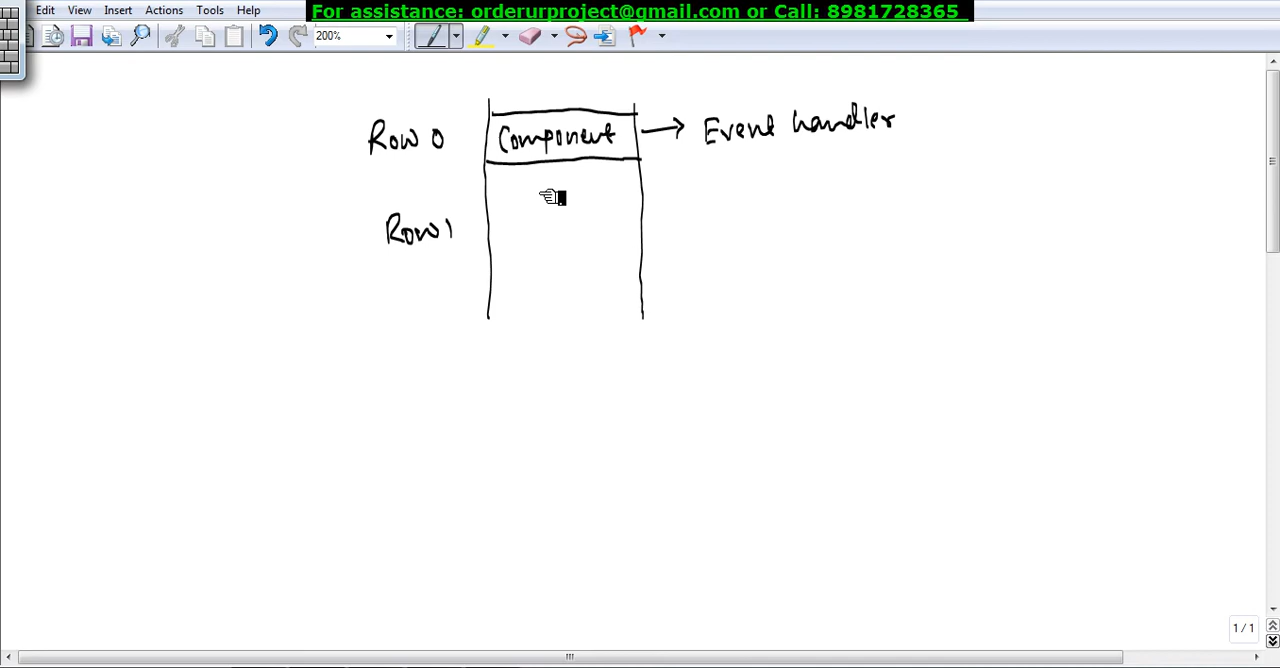 For assistance: orderurproject@gmail.com or Call: 8981728365
Edit View Insert Actions Tools Help
200%
Row 0 Component → Event handler
Row 1
1 / 1